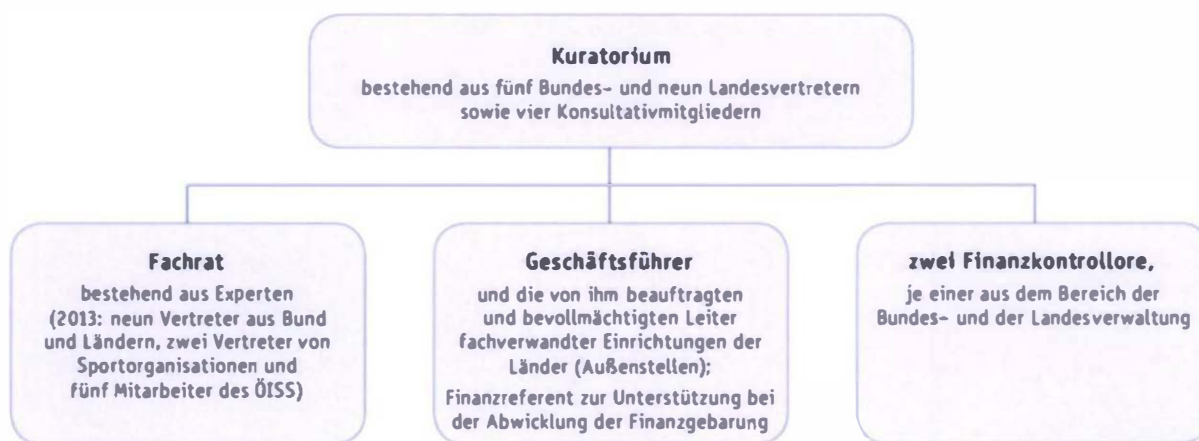 Kuratorium
bestehend aus fünf Bundes- und neun Landesvertretern
sowie vier Konsultativmitgliedern
Fachrat
bestehend aus Experten
(2013: neun Vertreter aus Bund
und Ländern, zwei Vertreter von
Sportorganisationen und
fünf Mitarbeiter des ÖISS)
Geschäftsführer
und die von ihm beauftragten
und bevollmächtigten Leiter
fachverwandter Einrichtungen der
Länder (Außenstellen);
Finanzreferent zur Unterstützung bei
der Abwicklung der Finanzgebarung
zwei Finanzkontrollore,
je einer aus dem Bereich der
Bundes- und der Landesverwaltung